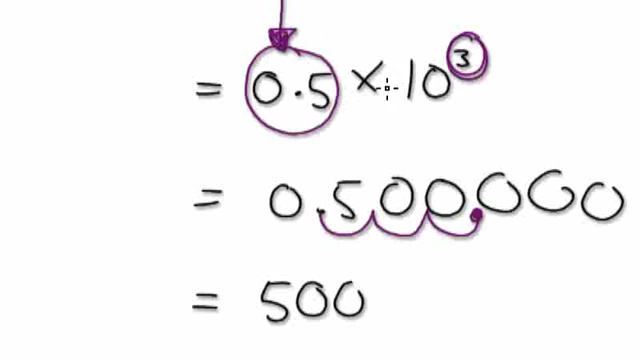 = 0.5 × 10³
= 0.500000
= 500